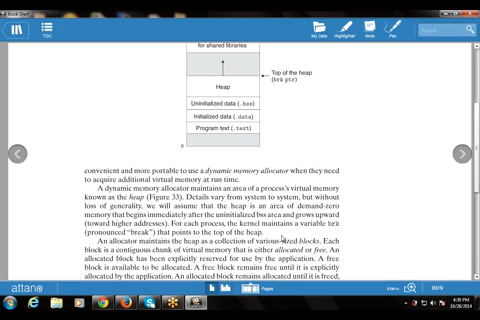 Book Shelf
TOC
My Data
Highlighter
Note
Pen
Search
for shared libraries
Top of the heap
(brk ptr)
Heap
Uninitialized data (.bss)
Initialized data (.data)
Program text (.text)
0
convenient and more portable to use a dynamic memory allocator when they need
to acquire additional virtual memory at run time.
A dynamic memory allocator maintains an area of a process's virtual memory
known as the heap (Figure 33). Details vary from system to system, but without
loss of generality, we will assume that the heap is an area of demand-zero
memory that begins immediately after the uninitialized bss area and grows upward
(toward higher addresses). For each process, the kernel maintains a variable brk
(pronounced "break") that points to the top of the heap.
An allocator maintains the heap as a collection of various-sized blocks. Each
block is a contiguous chunk of virtual memory that is either allocated or free. An
allocated block has been explicitly reserved for use by the application. A free
block is available to be allocated. A free block remains free until it is explicitly
allocated by the application. An allocated block remains allocated until it is freed,
attano
Pages
809
4:30 PM
10/28/2014